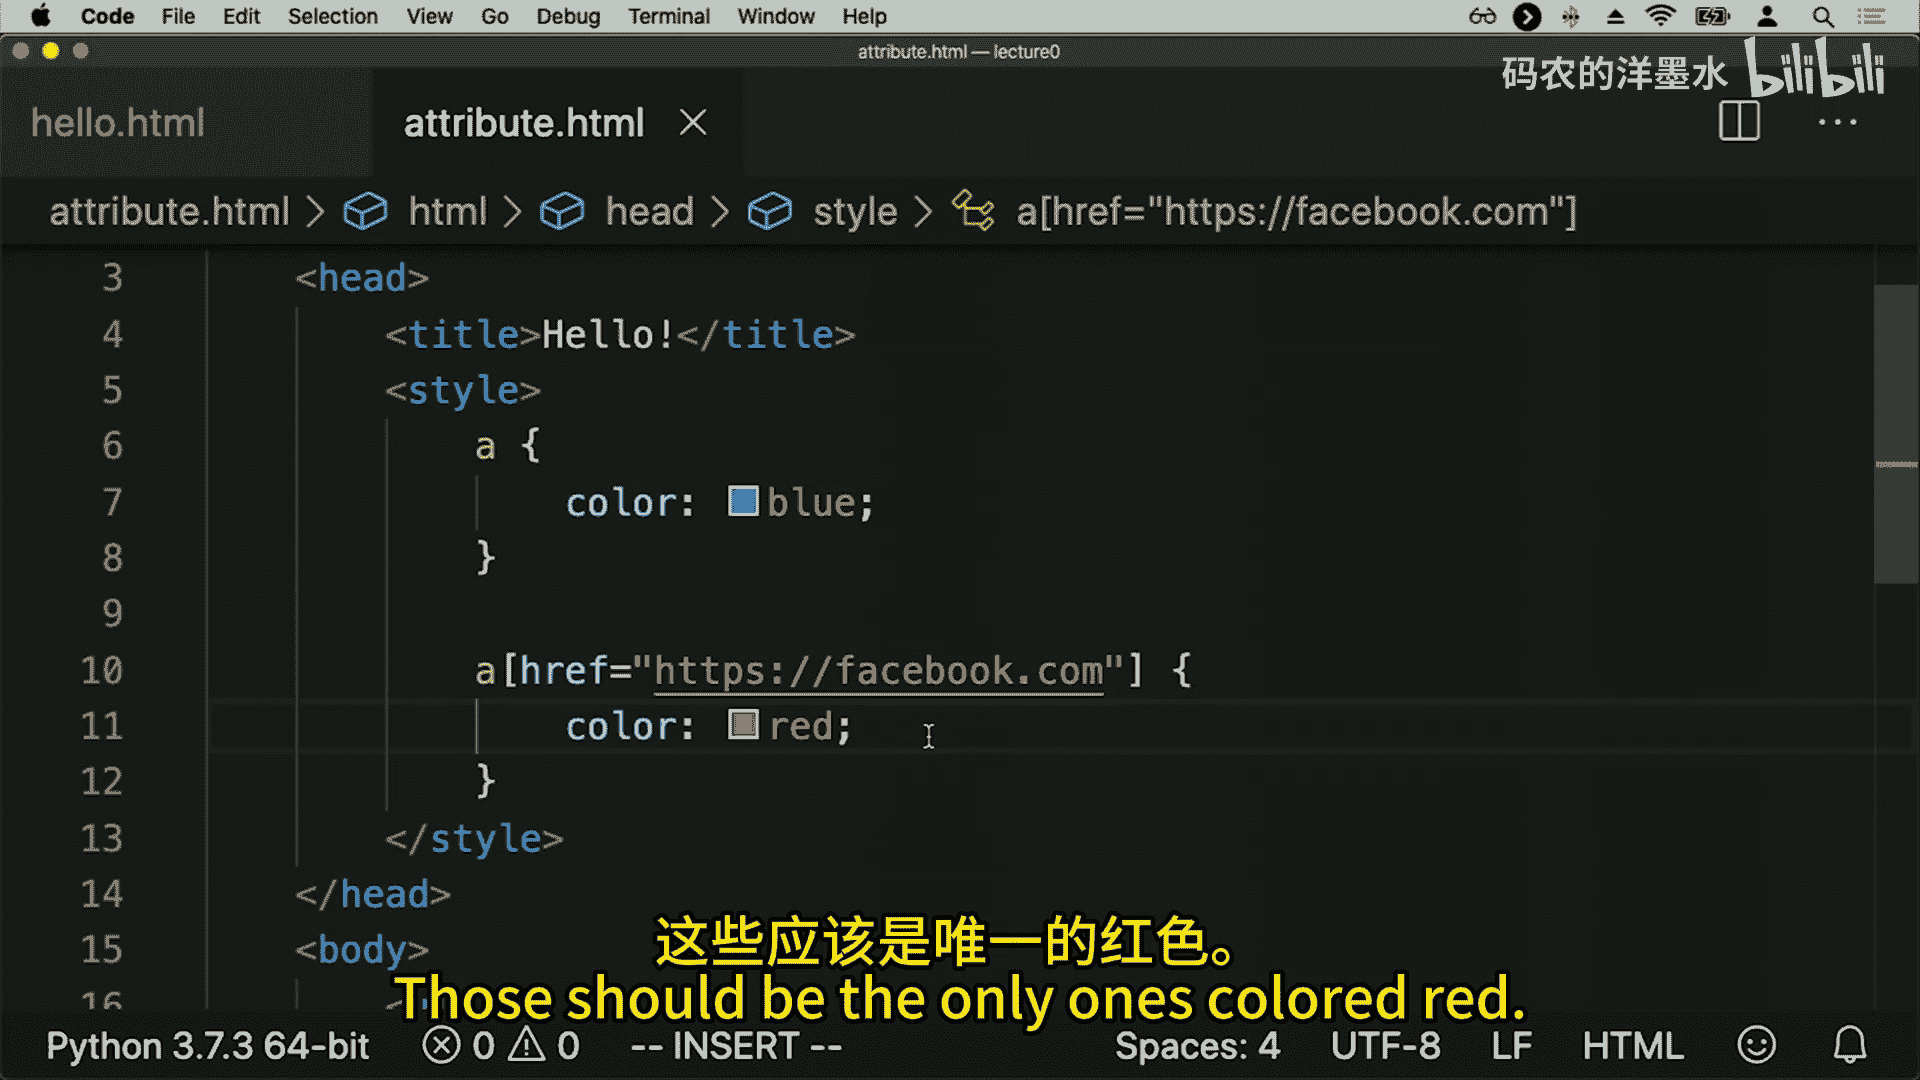 Code File Edit Selection View Go Debug Terminal Window Help
attribute.html — lecture0
码农的洋墨水 bilibili
hello.html attribute.html
attribute.html html head style a[href="https://facebook.com"]
3 <head>
4 <title>Hello!</title>
5 <style>
6 a {
7 color: blue;
8 }
9
10 a[href="https://facebook.com"] {
11 color: red;
12 }
13 </style>
14 </head>
15 <body>
16
这些应该是唯一的红色。
Those should be the only ones colored red.
Python 3.7.3 64-bit 0 0 -- INSERT -- Spaces: 4 UTF-8 LF HTML